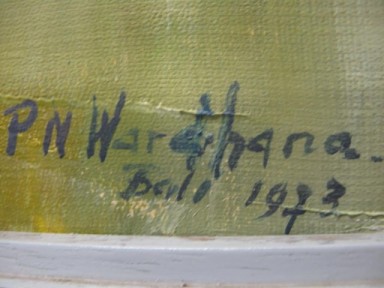 PN Wardhana.
Bali 1973